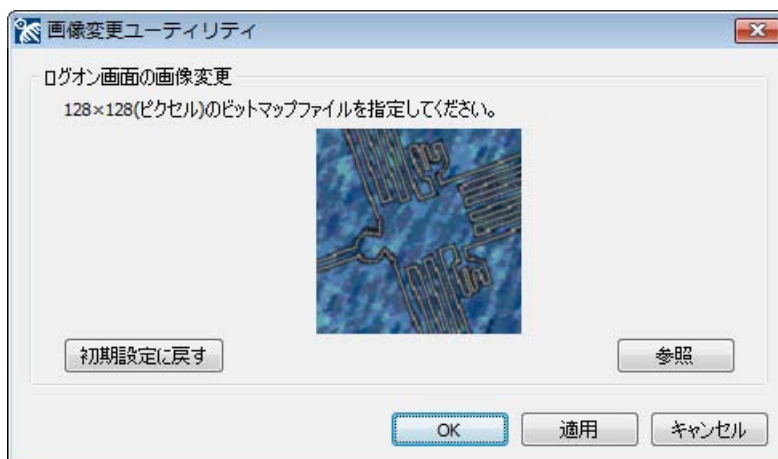 画像変更ユーティリティ
ログオン画面の画像変更
128×128(ピクセル)のビットマップファイルを指定してください。
初期設定に戻す
参照
OK
適用
キャンセル